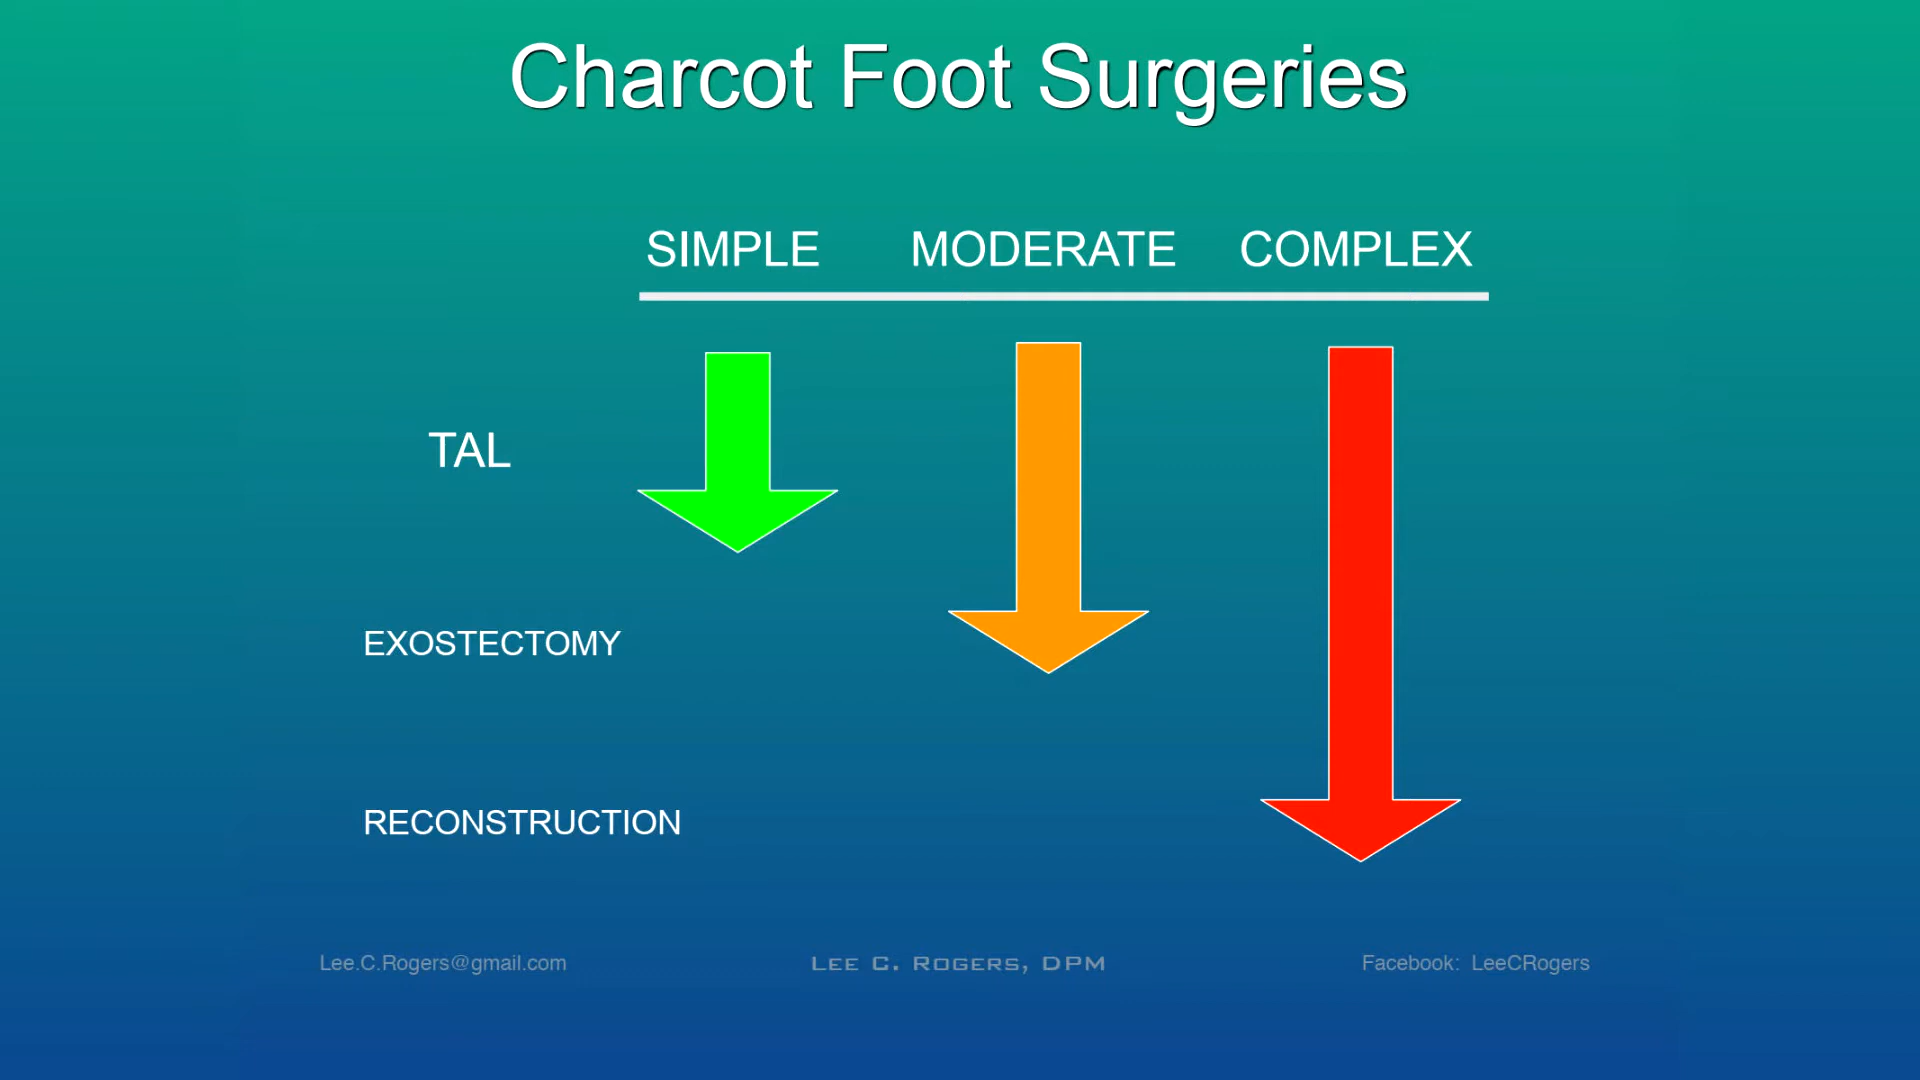 Charcot Foot Surgeries
SIMPLE MODERATE COMPLEX
TAL
EXOSTECTOMY
RECONSTRUCTION
Lee.C.Rogers@gmail.com LEE C. ROGERS, DPM Facebook: LeeCRogers